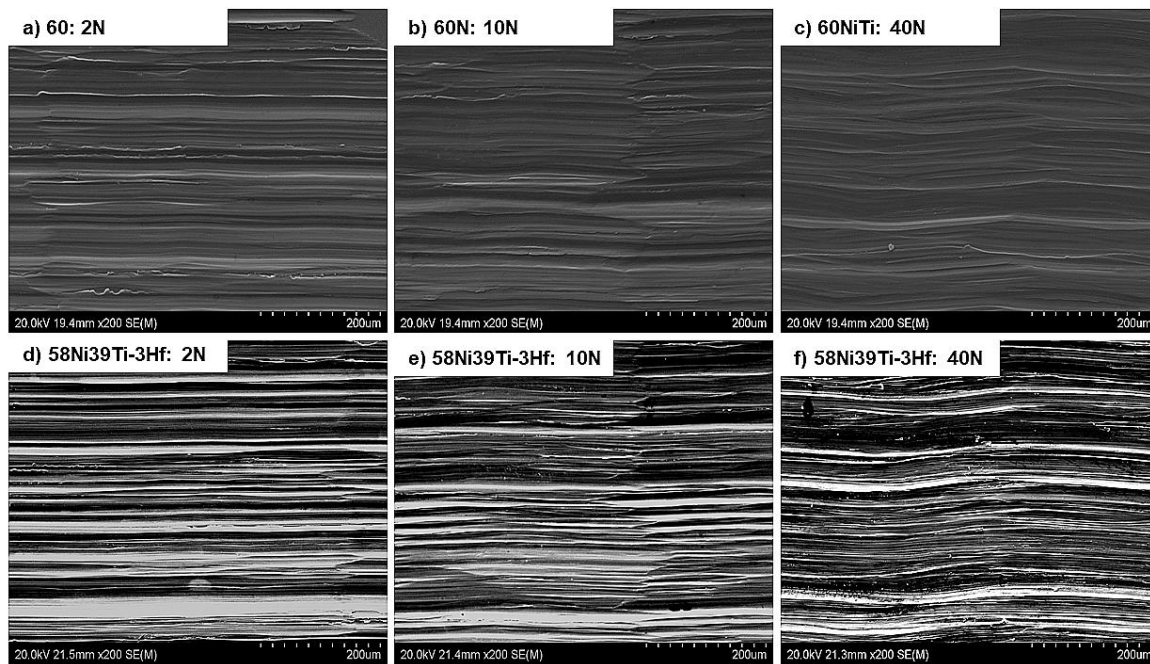 a) 60: 2N
b) 60N: 10N
c) 60NiTi: 40N
20.0kV 19.4mm x200 SE(M) 200um
20.0kV 19.4mm x200 SE(M) 200um
20.0kV 19.4mm x200 SE(M) 200um
d) 58Ni39Ti-3Hf: 2N
e) 58Ni39Ti-3Hf: 10N
f) 58Ni39Ti-3Hf: 40N
20.0kV 21.5mm x200 SE(M) 200um
20.0kV 21.4mm x200 SE(M) 200um
20.0kV 21.3mm x200 SE(M) 200um